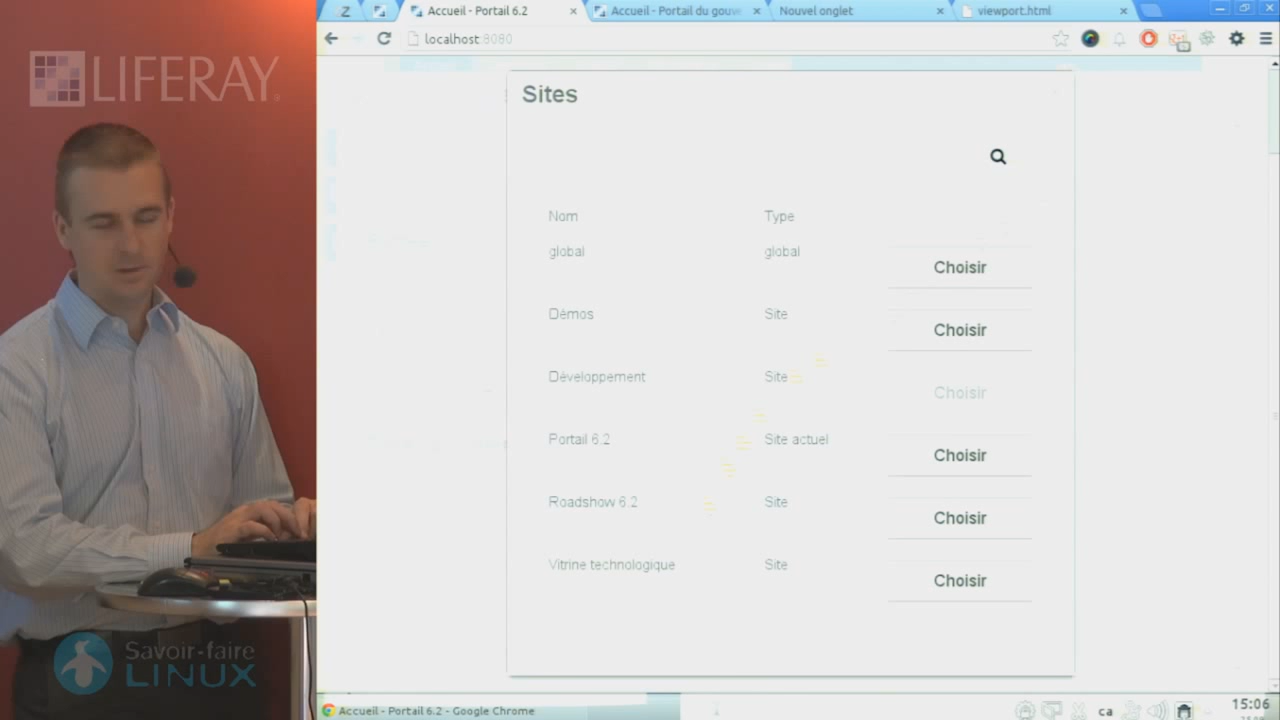 Accueil - Portail 6.2
Accueil - Portail du gouve
Nouvel onglet
viewport.html
localhost:8080
LIFERAY
Sites
Nom Type
global global Choisir
Démos Site Choisir
Développement Site Choisir
Portail 6.2 Site actuel Choisir
Roadshow 6.2 Site Choisir
Vitrine technologique Site Choisir
Savoir-faire
LINUX
Accueil - Portail 6.2 - Google Chrome
ca
15:06